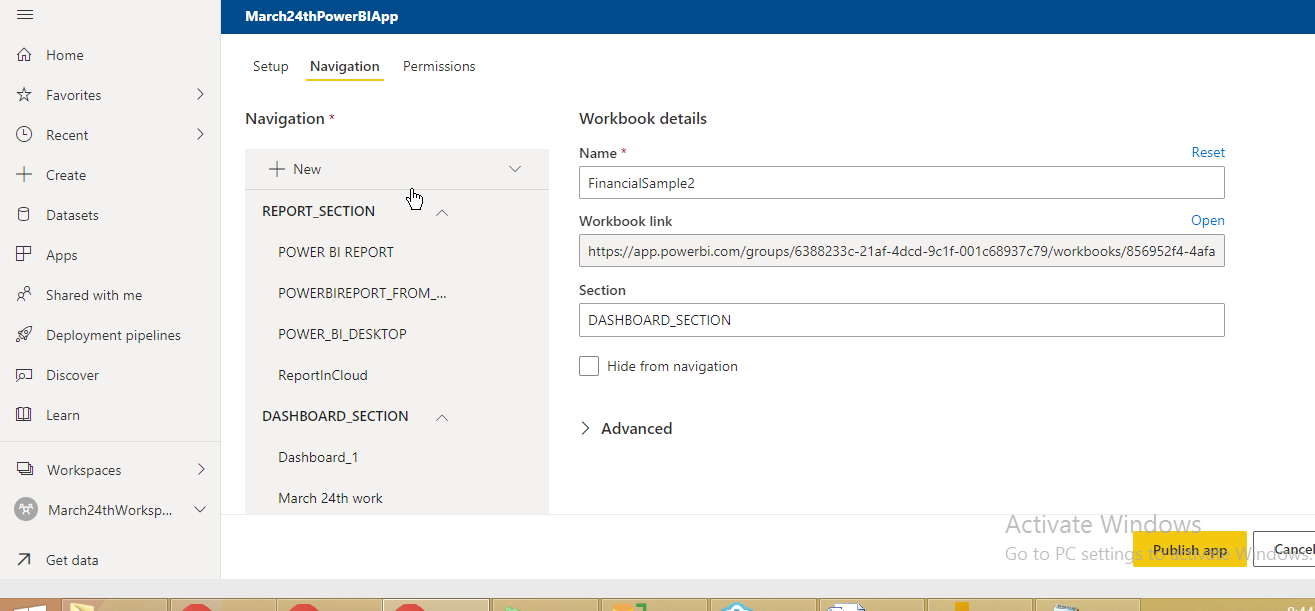 March24thPowerBIApp
Home
Favorites
Recent
Create
Datasets
Apps
Shared with me
Deployment pipelines
Discover
Learn
Workspaces
March24thWorksp...
Get data
Setup Navigation Permissions
Navigation *
New
REPORT_SECTION
POWER BI REPORT
POWERBIREPORT_FROM_...
POWER_BI_DESKTOP
ReportInCloud
DASHBOARD_SECTION
Dashboard_1
March 24th work
Workbook details
Name * Reset
FinancialSample2
Workbook link Open
https://app.powerbi.com/groups/6388233c-21af-4dcd-9c1f-001c68937c79/workbooks/856952f4-4afa
Section
DASHBOARD_SECTION
Hide from navigation
Advanced
Activate Windows
Go to PC settings to activate Windows.
Publish app Cancel